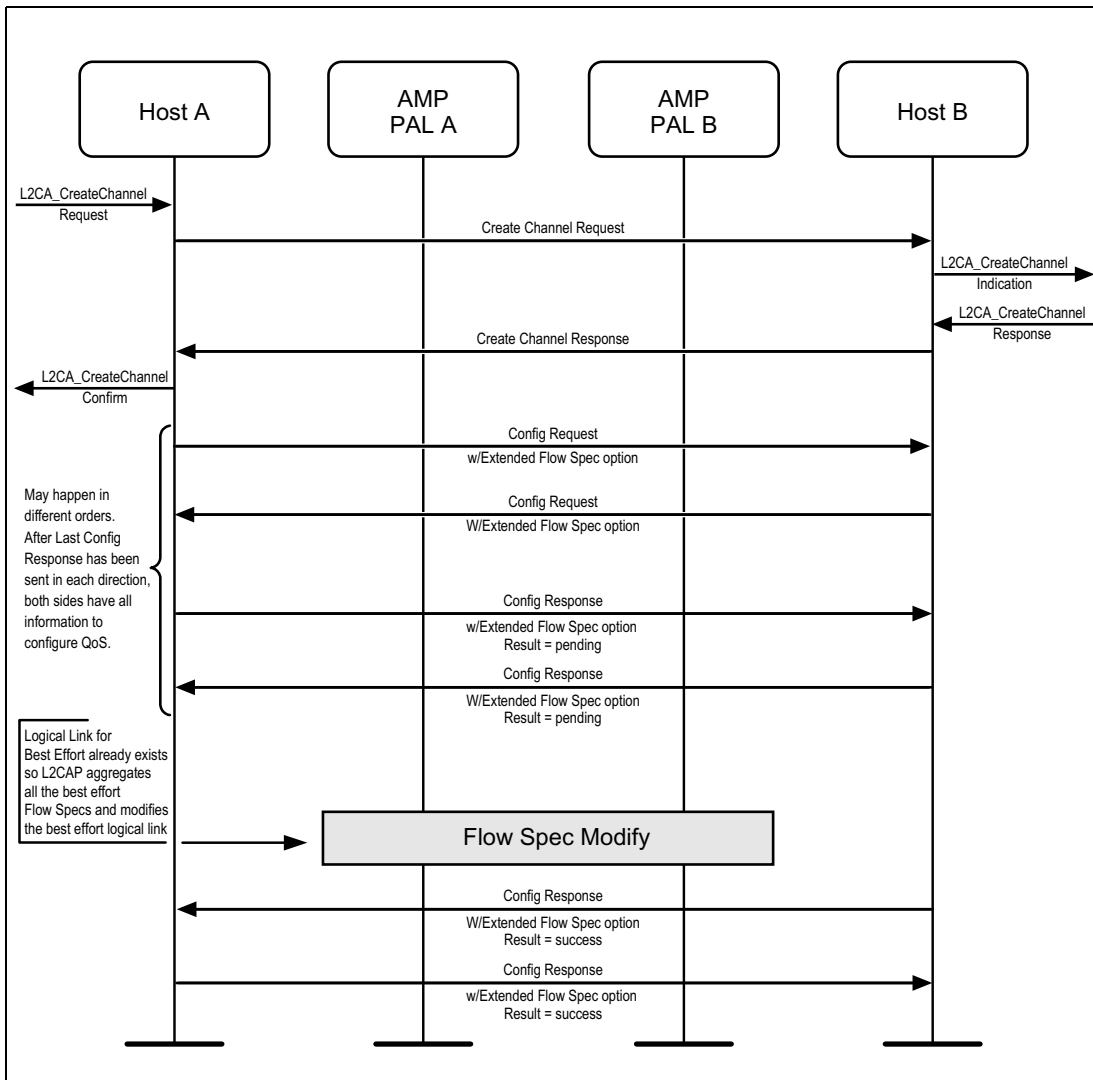 Host A
AMP
PAL A
AMP
PAL B
Host B
L2CA_CreateChannel
Request
Create Channel Request
L2CA_CreateChannel
Indication
L2CA_CreateChannel
Response
Create Channel Response
L2CA_CreateChannel
Confirm
Config Request
w/Extended Flow Spec option
May happen in
different orders.
After Last Config
Response has been
sent in each direction,
both sides have all
information to
configure QoS.
Config Request
W/Extended Flow Spec option
Config Response
w/Extended Flow Spec option
Result = pending
Config Response
W/Extended Flow Spec option
Result = pending
Logical Link for
Best Effort already exists
so L2CAP aggregates
all the best effort
Flow Specs and modifies
the best effort logical link
Flow Spec Modify
Config Response
W/Extended Flow Spec option
Result = success
Config Response
w/Extended Flow Spec option
Result = success